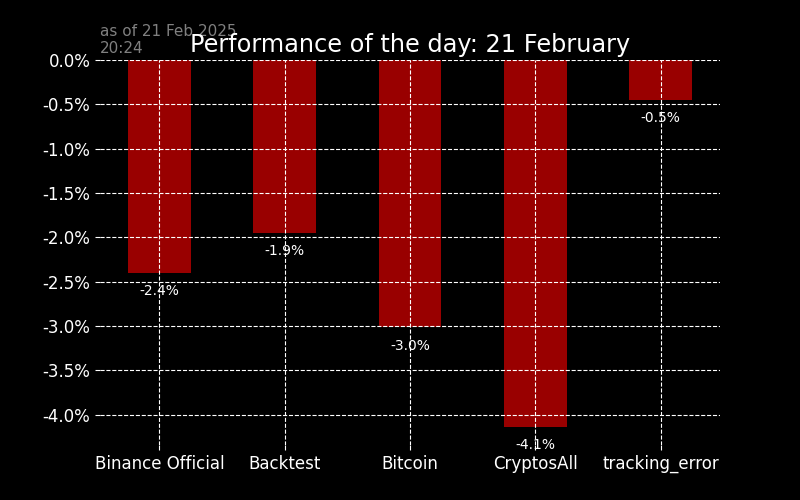 as of 21 Feb 2025
20:24
Performance of the day: 21 February
0.0%
-0.5%
-1.0%
-1.5%
-2.0%
-2.5%
-3.0%
-3.5%
-4.0%
-2.4%
-1.9%
-3.0%
-4.1%
-0.5%
Binance Official
Backtest
Bitcoin
CryptosAll
tracking_error